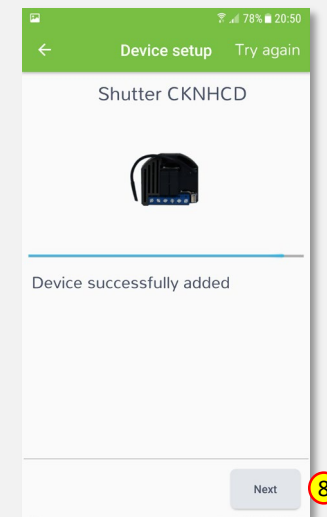 78% 20:50
Device setup Try again
Shutter CKNHCD
Device successfully added
Next
8